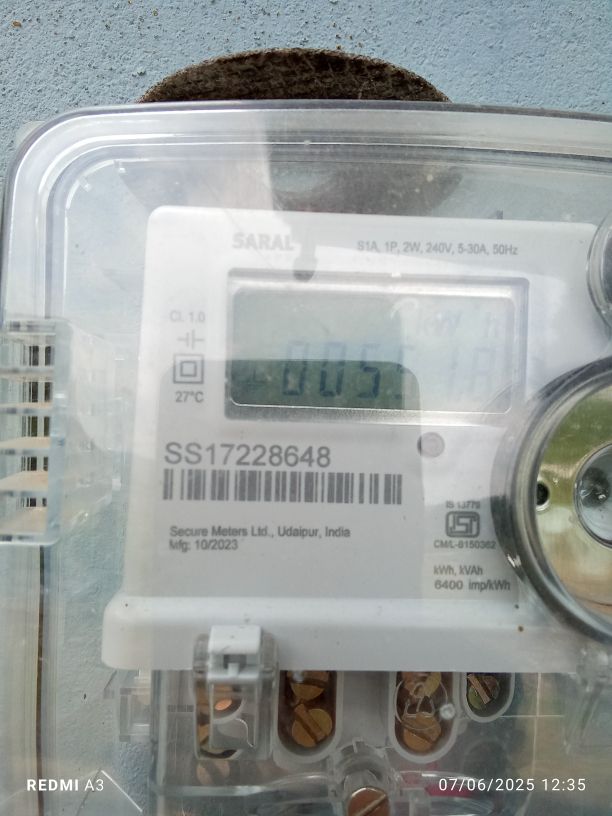 SARAL
S1A, 1P, 2W, 240V, 5-30A, 50Hz
Cl. 1.0
27°C
SS17228648
Secure Meters Ltd., Udaipur, India
Mfg: 10/2023
IS 13779
CM/L-8150362
kWh, kVAh
6400 imp/kWh
REDMI A3
07/06/2025 12:35